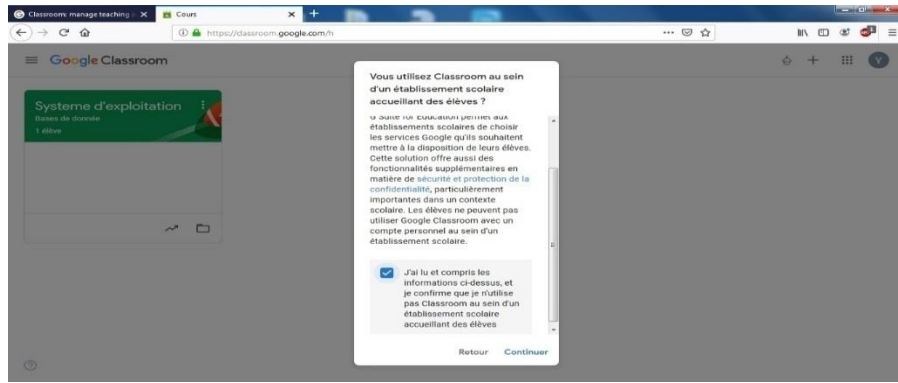 Classroom: manage teaching
Cours
https://classroom.google.com/h
Google Classroom
Y
Systeme d'exploitation
Bases de donnée
1 élève
Vous utilisez Classroom au sein
d'un établissement scolaire
accueillant des élèves ?
G Suite for Education permet aux
établissements scolaires de choisir
les services Google qu'ils souhaitent
mettre à la disposition de leurs élèves.
Cette solution offre aussi des
fonctionnalités supplémentaires en
matière de sécurité et protection de la
confidentialité, particulièrement
importantes dans un contexte
scolaire. Les élèves ne peuvent pas
utiliser Google Classroom avec un
compte personnel au sein d'un
établissement scolaire.
J'ai lu et compris les
informations ci-dessus, et
je confirme que je n'utilise
pas Classroom au sein d'un
établissement scolaire
accueillant des élèves
Retour Continuer